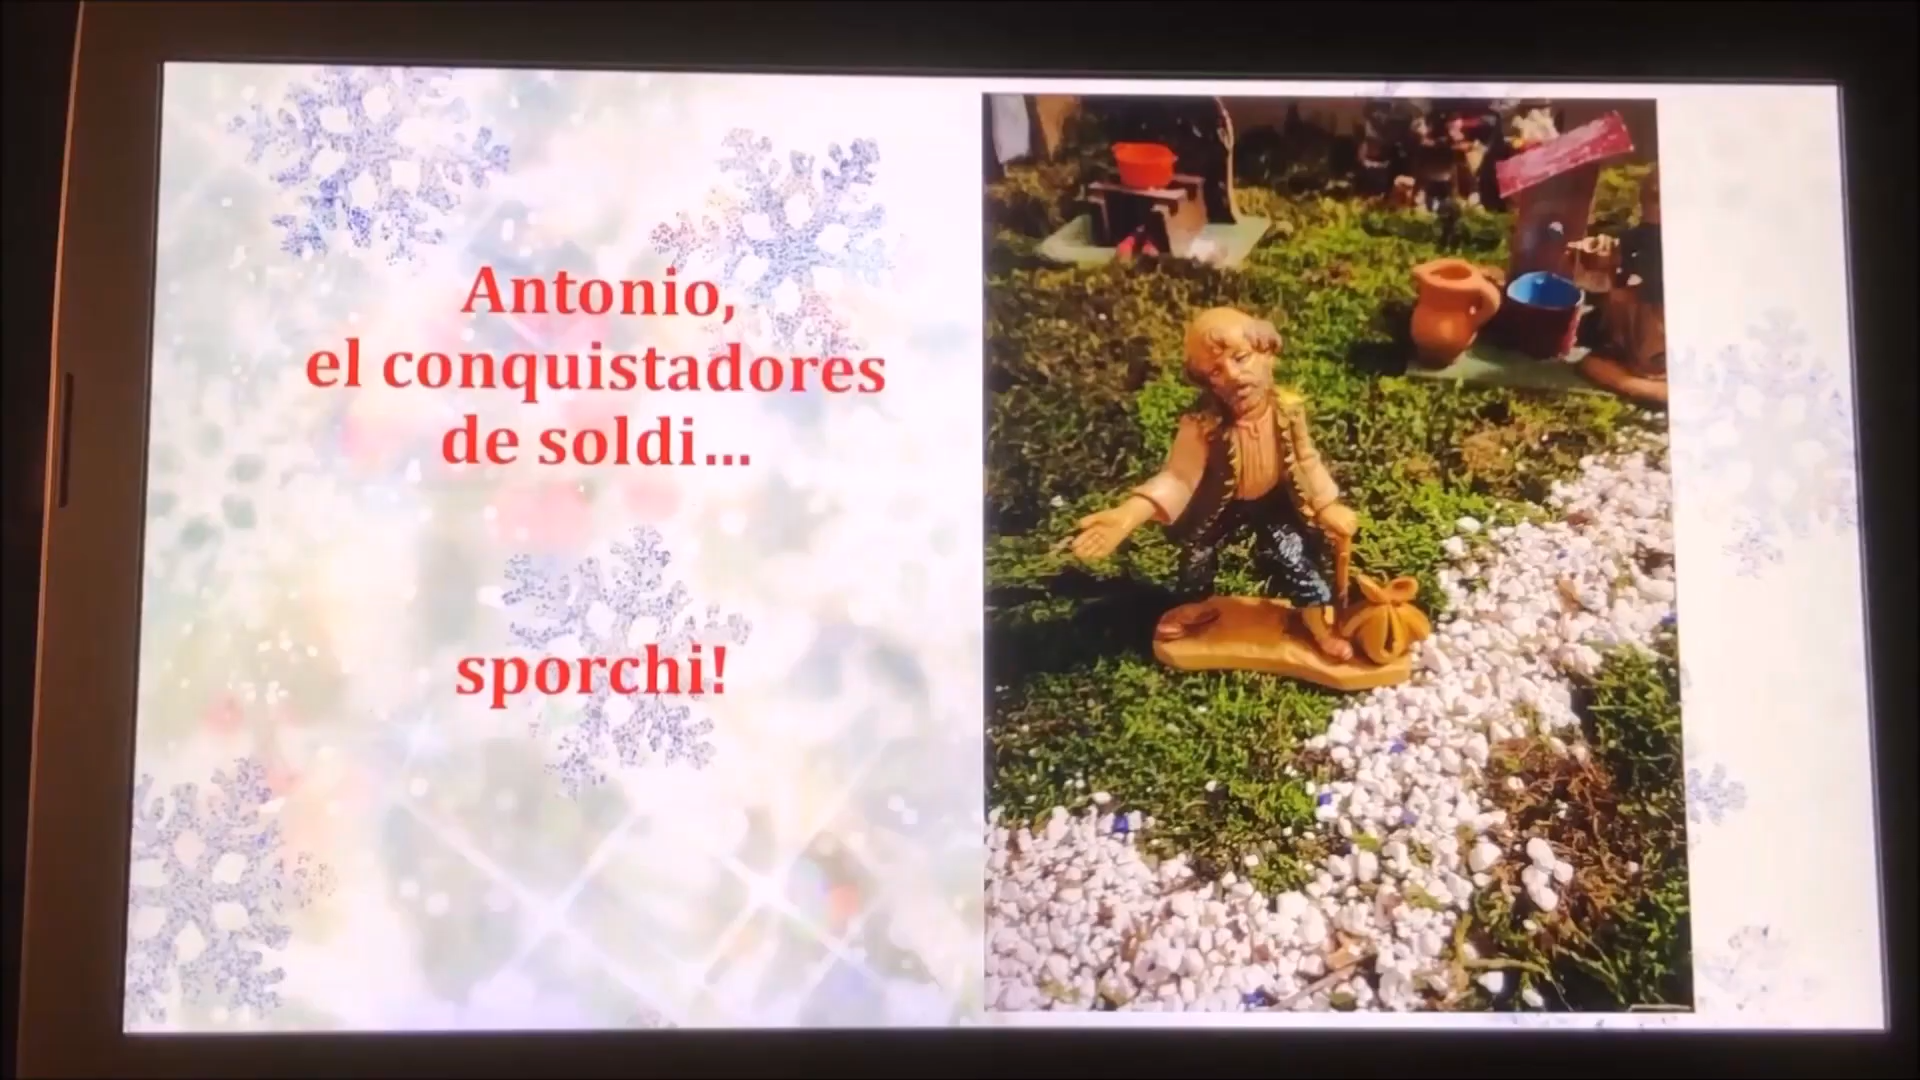 Antonio,
el conquistadores
de soldi...
sporchi!